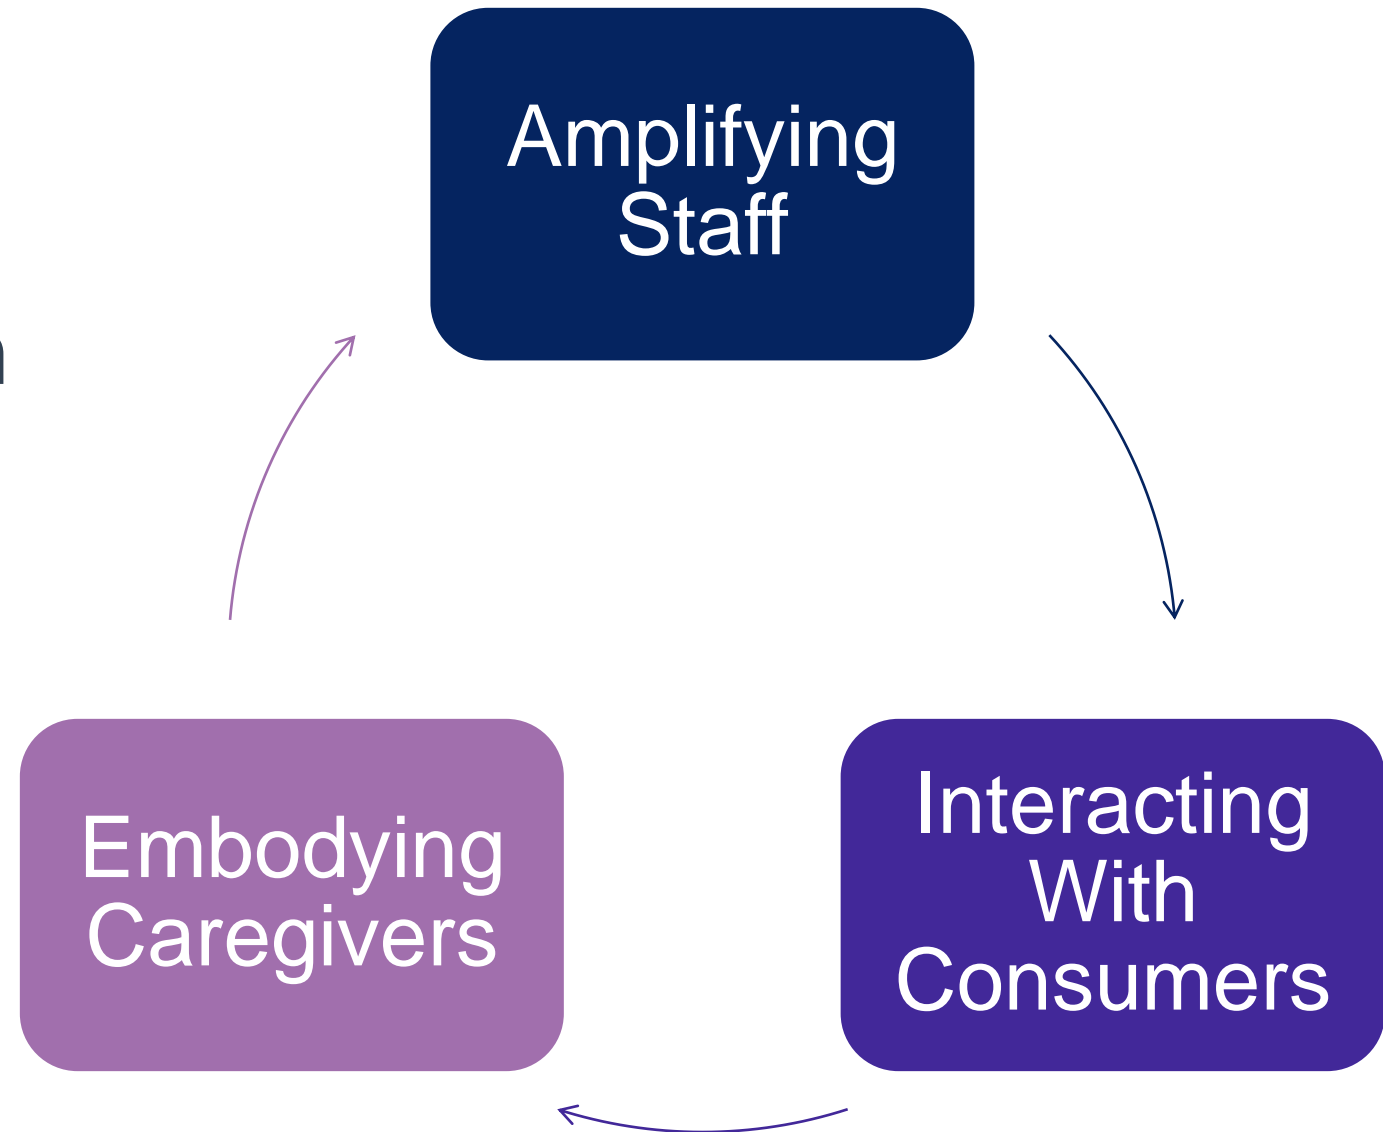 Amplifying
Staff
Embodying
Caregivers
Interacting
With
Consumers